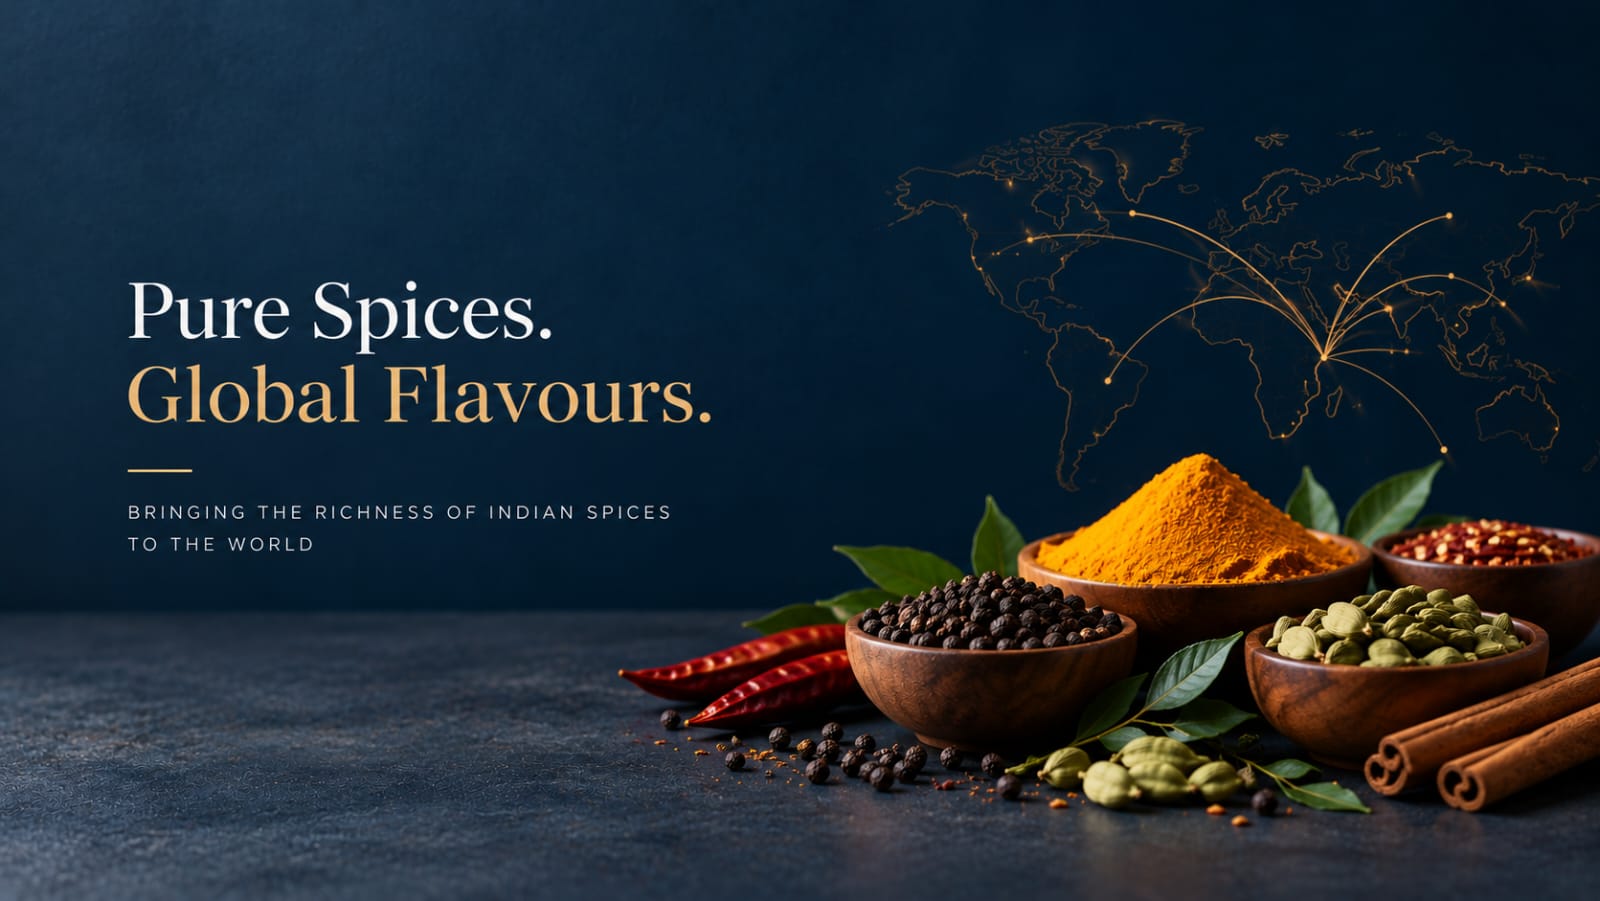 Pure Spices.
Global Flavours.
BRINGING THE RICHNESS OF INDIAN SPICES
TO THE WORLD